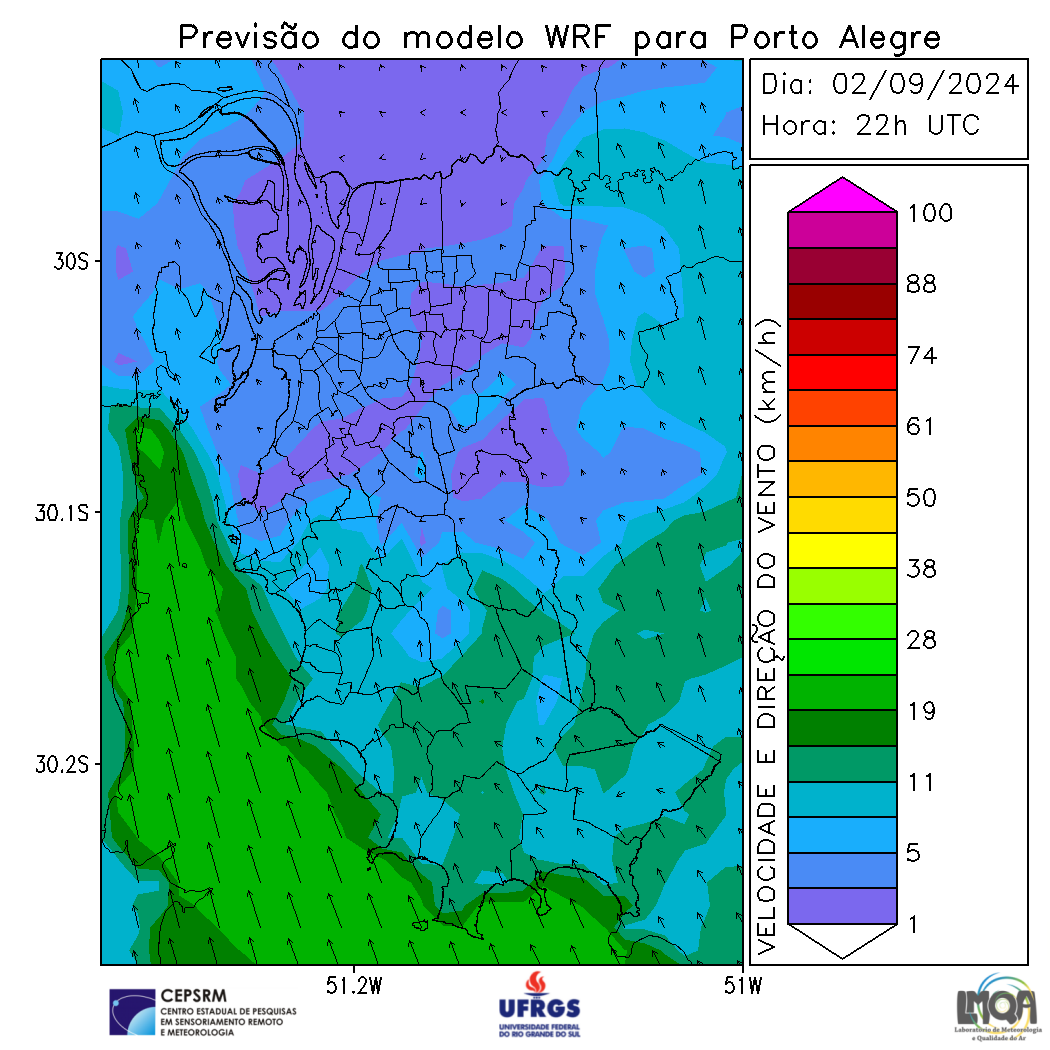 Previsão do modelo WRF para Porto Alegre
Dia: 02/09/2024
Hora: 22h UTC
30S
30.1S
30.2S
51.2W
51W
VELOCIDADE E DIREÇÃO DO VENTO (km/h)
100
88
74
61
50
38
28
19
11
5
1
CEPSRM
CENTRO ESTADUAL DE PESQUISAS
EM SENSORIAMENTO REMOTO
E METEOROLOGIA
UFRGS
UNIVERSIDADE FEDERAL
DO RIO GRANDE DO SUL
LMQA
Laboratório de Meteorologia
e Qualidade do Ar